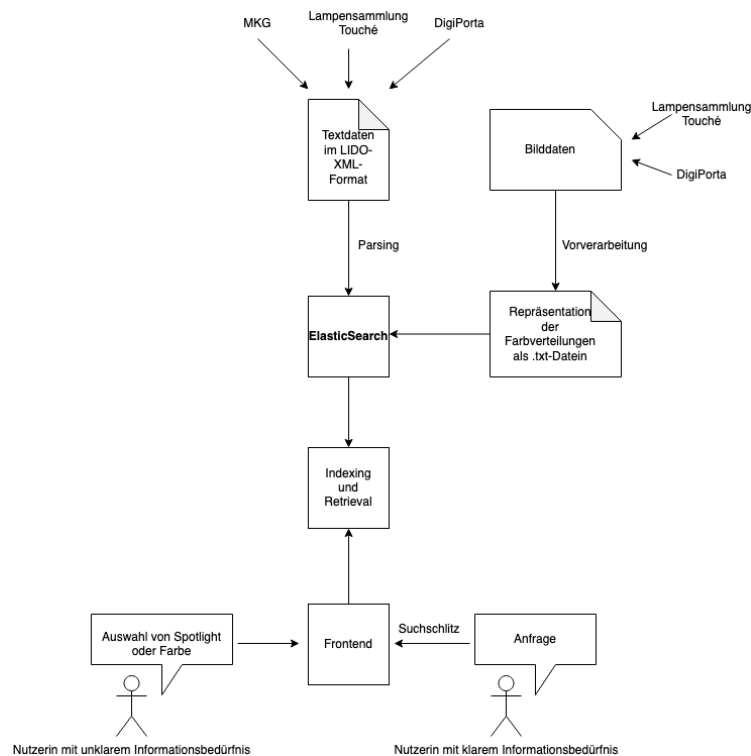 MKG
Lampensammlung
Touché
DigiPorta
Textdaten
im LIDO-
XML-
Format
Bilddaten
Lampensammlung
Touché
DigiPorta
Parsing
Vorverarbeitung
ElasticSearch
Repräsentation
der
Farbverteilungen
als .txt-Datein
Indexing
und
Retrieval
Auswahl von Spotlight
oder Farbe
Frontend
Suchschlitz
Anfrage
Nutzerin mit unklarem Informationsbedürfnis
Nutzerin mit klarem Informationsbedürfnis